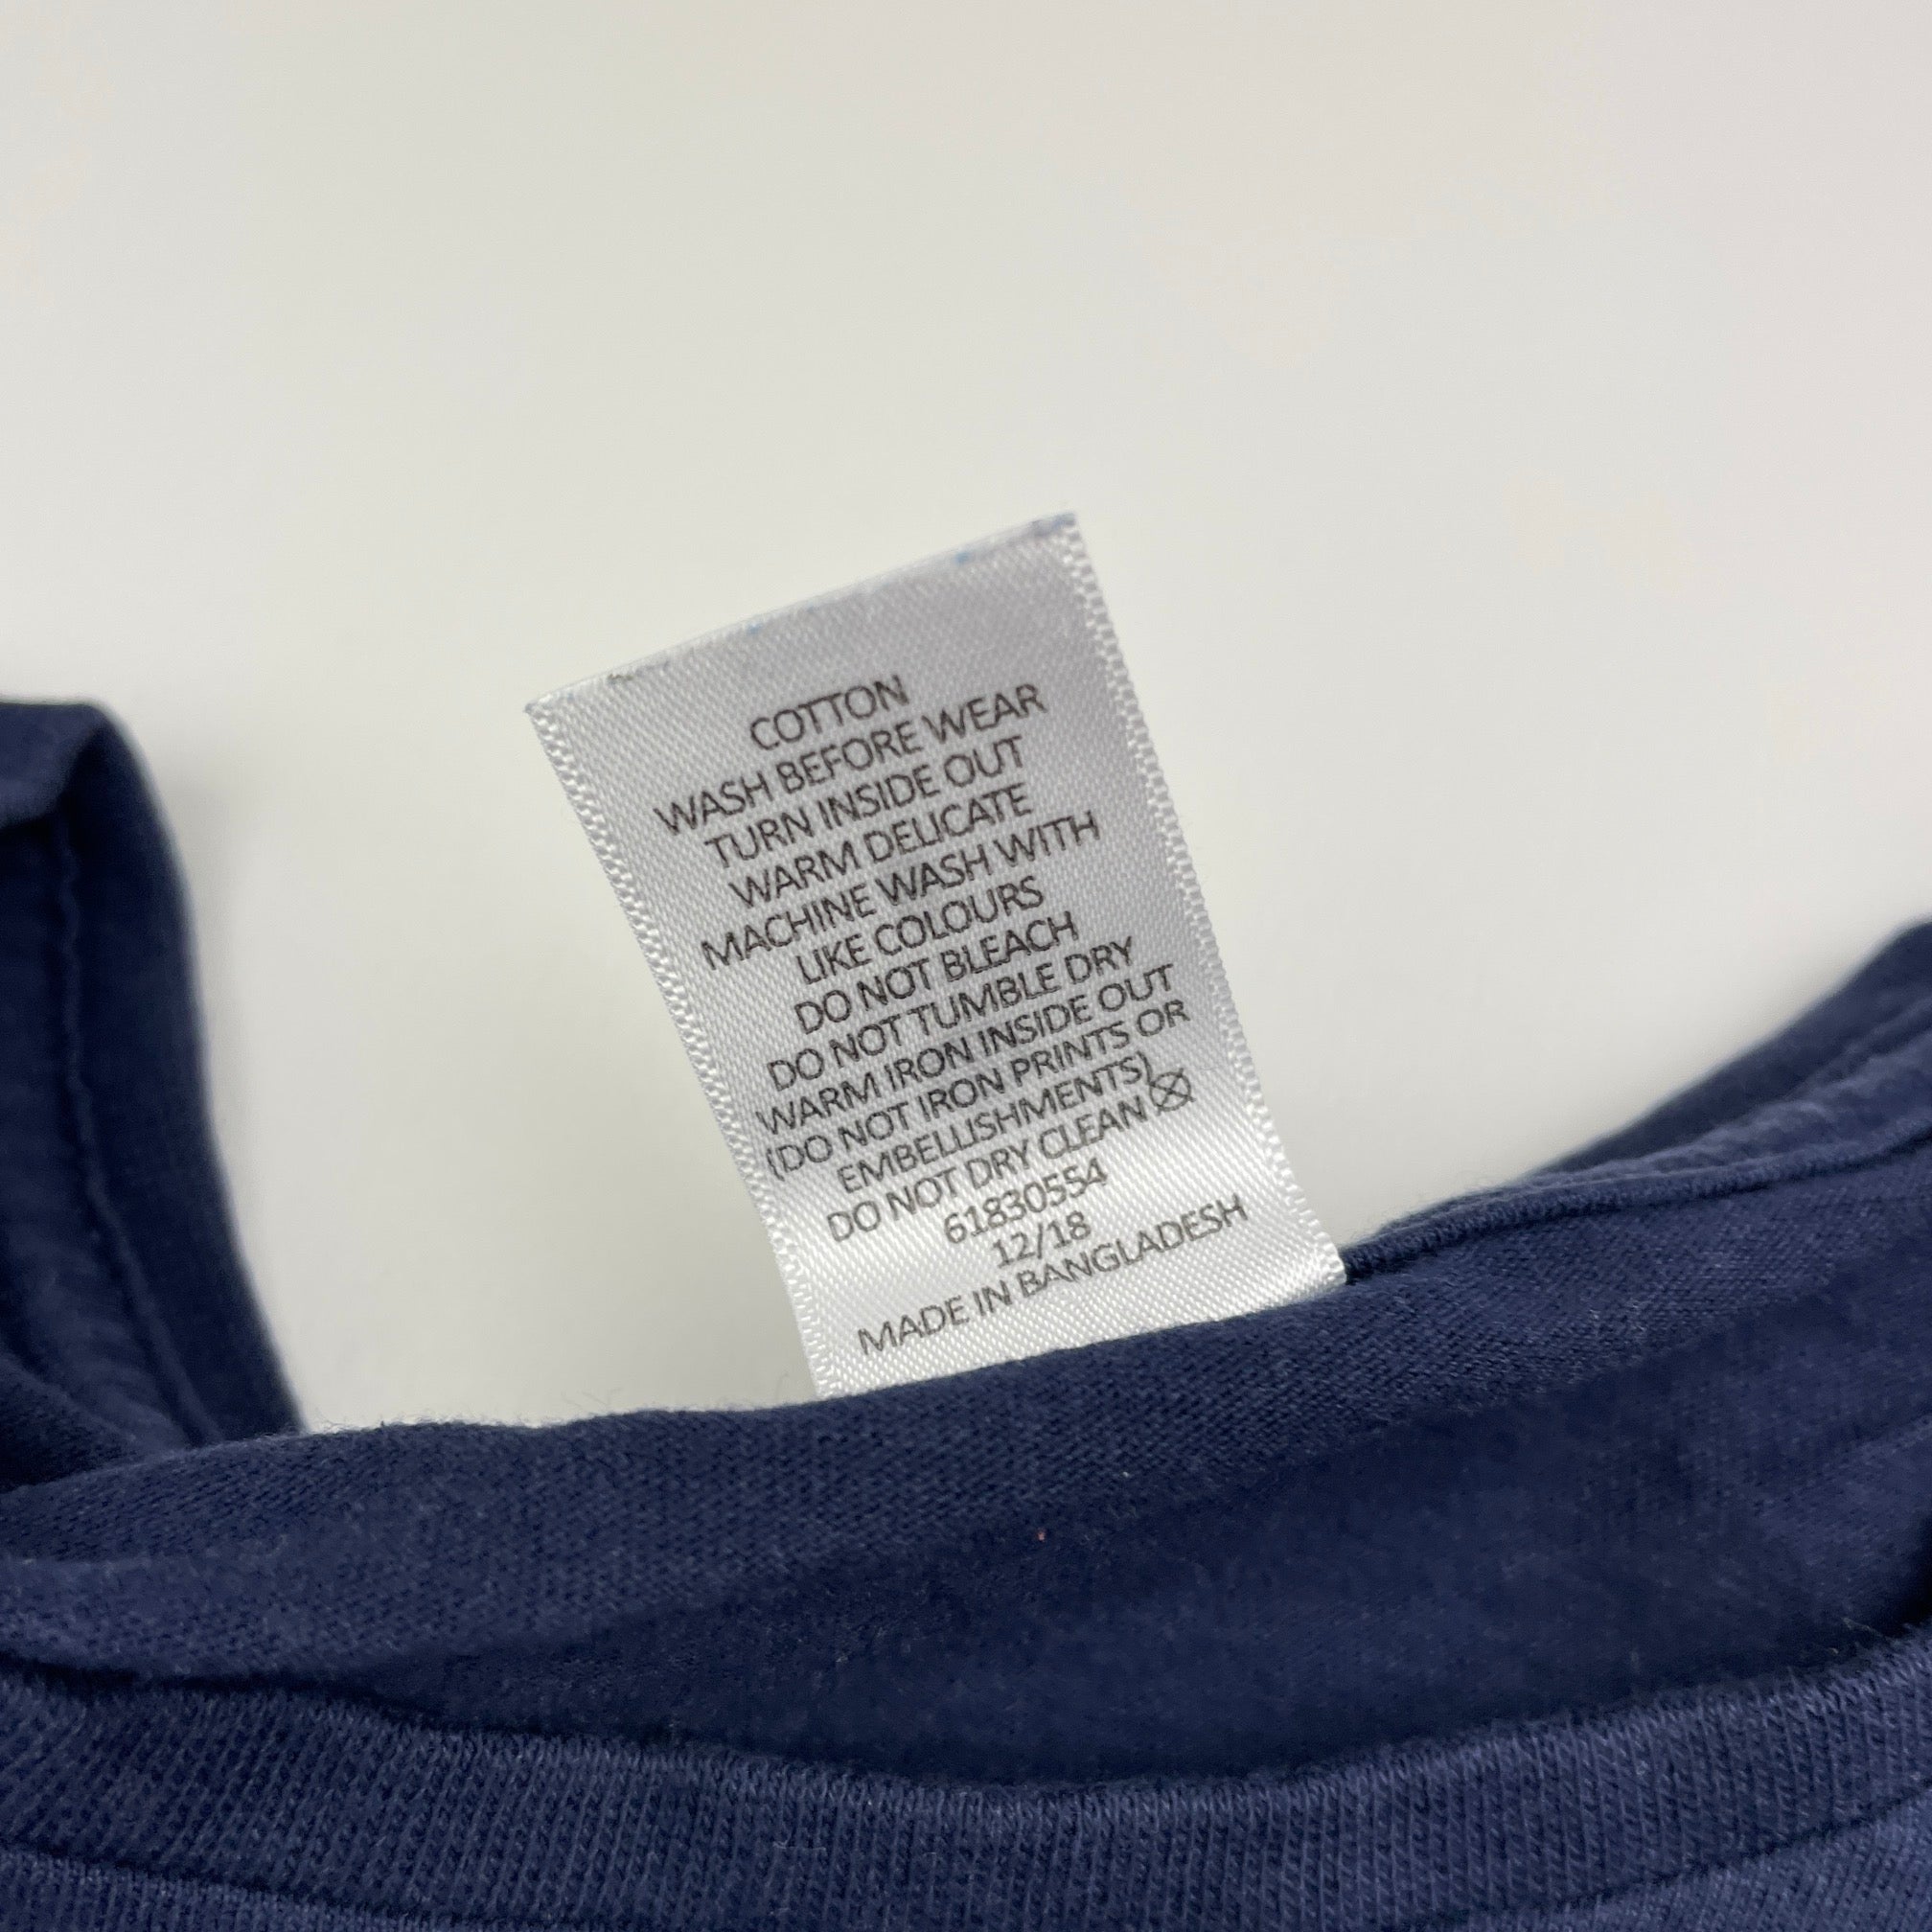 COTTON
WASH BEFORE WEAR
TURN INSIDE OUT
WARM DELICATE
MACHINE WASH WITH
LIKE COLOURS
DO NOT BLEACH
DO NOT TUMBLE DRY
WARM IRON INSIDE OUT
(DO NOT IRON PRINTS OR
EMBELLISHMENTS)
DO NOT DRY CLEAN
61830554
12/18
MADE IN BANGLADESH